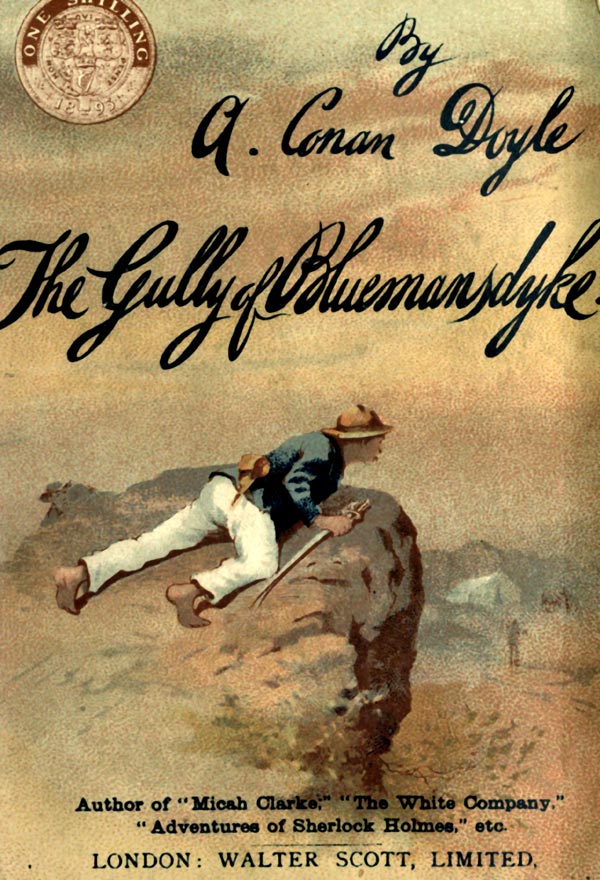 ONE SHILLING
By
A. Conan Doyle
The Gully of Bluemansdyke.
Author of "Micah Clarke," "The White Company,"
"Adventures of Sherlock Holmes," etc.
LONDON: WALTER SCOTT, LIMITED.